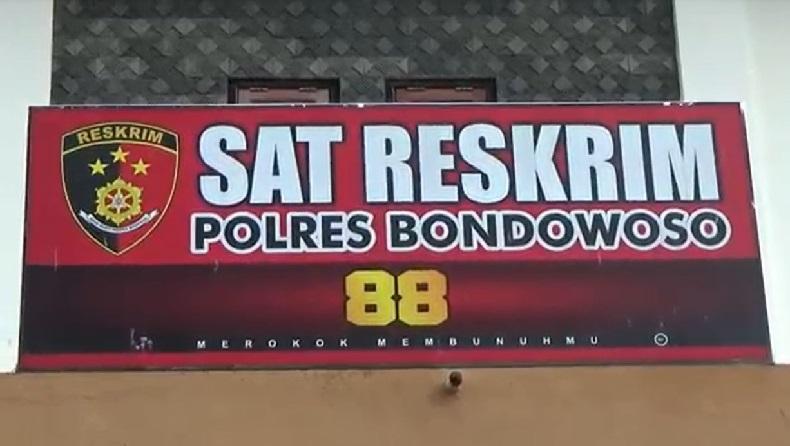 RESKRIM
SAT RESKRIM
POLRES BONDOWOSO
88
MEROKOK MEMBUNUHMU